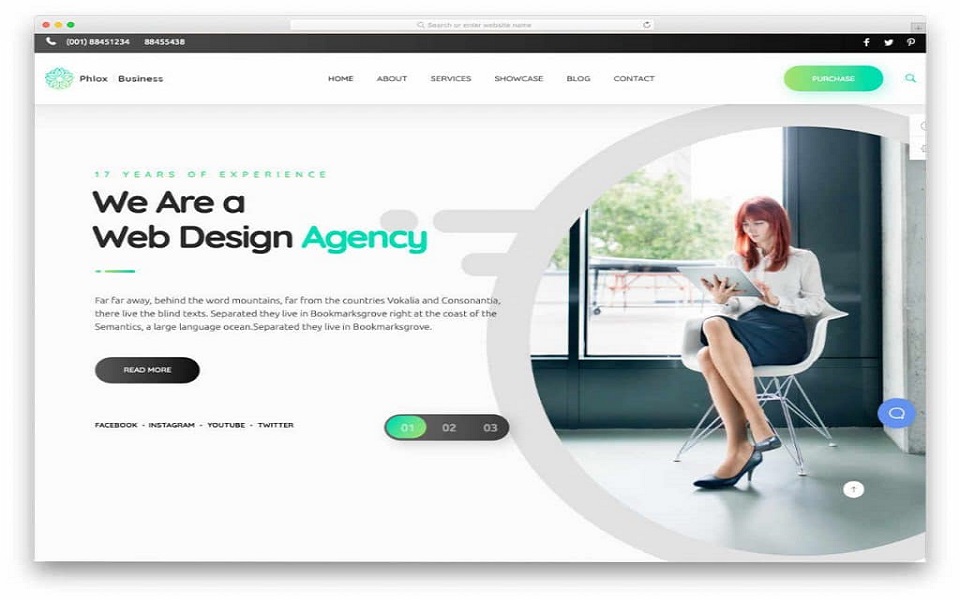 Search or enter website name
(001) 88451234 88455438
Phlox Business
HOME ABOUT SERVICES SHOWCASE BLOG CONTACT
PURCHASE
17 YEARS OF EXPERIENCE
We Are a
Web Design Agency
Far far away, behind the word mountains, far from the countries Vokalia and Consonantia,
there live the blind texts. Separated they live in Bookmarksgrove right at the coast of the
Semantics, a large language ocean.Separated they live in Bookmarksgrove.
READ MORE
FACEBOOK - INSTAGRAM - YOUTUBE - TWITTER
01 02 03